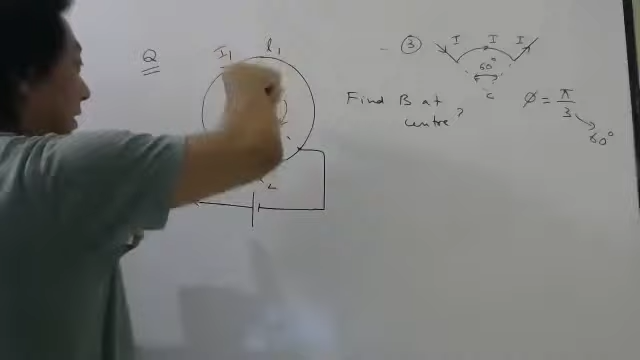 Q
I₁
l₁
③
I I I
60°
c
Find B at
centre ?
φ = π/3
60°